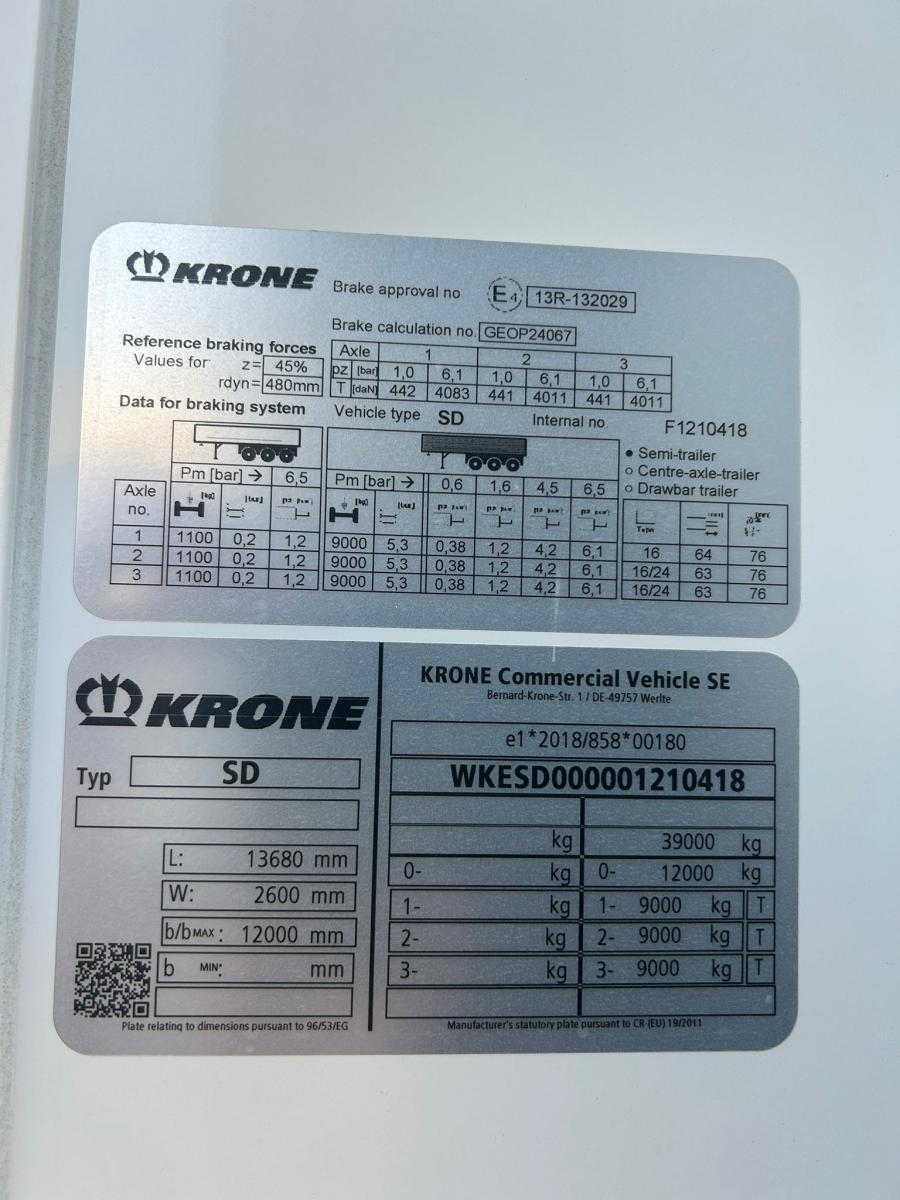 KRONE
Brake approval no E4 13R-132029
Brake calculation no. GEOP24067
Reference braking forces
Values for z= 45%
rdyn= 480mm
Axle 1 2 3
pz [bar] 1,0 6,1 1,0 6,1 1,0 6,1
T [daN] 442 4083 441 4011 441 4011
Data for braking system
Vehicle type SD Internal no F1210418
• Semi-trailer
○ Centre-axle-trailer
○ Drawbar trailer
Pm [bar] → 6,5 Pm [bar] → 0,6 1,6 4,5 6,5
Axle no. [kg] [bar] [kg] [bar]
1 1100 0,2 1,2 9000 5,3 0,38 1,2 4,2 6,1 16 64 76
2 1100 0,2 1,2 9000 5,3 0,38 1,2 4,2 6,1 16/24 63 76
3 1100 0,2 1,2 9000 5,3 0,38 1,2 4,2 6,1 16/24 63 76
KRONE
Typ SD
L: 13680 mm
W: 2600 mm
b/b MAX: 12000 mm
b MIN: mm
Plate relating to dimensions pursuant to 96/53/EG
KRONE Commercial Vehicle SE
Bernard-Krone-Str. 1 / DE-49757 Werlte
e1*2018/858*00180
WKESD000001210418
kg 39000 kg
0- kg 0- 12000 kg
1- kg 1- 9000 kg T
2- kg 2- 9000 kg T
3- kg 3- 9000 kg T
Manufacturer's statutory plate pursuant to CR (EU) 19/2011